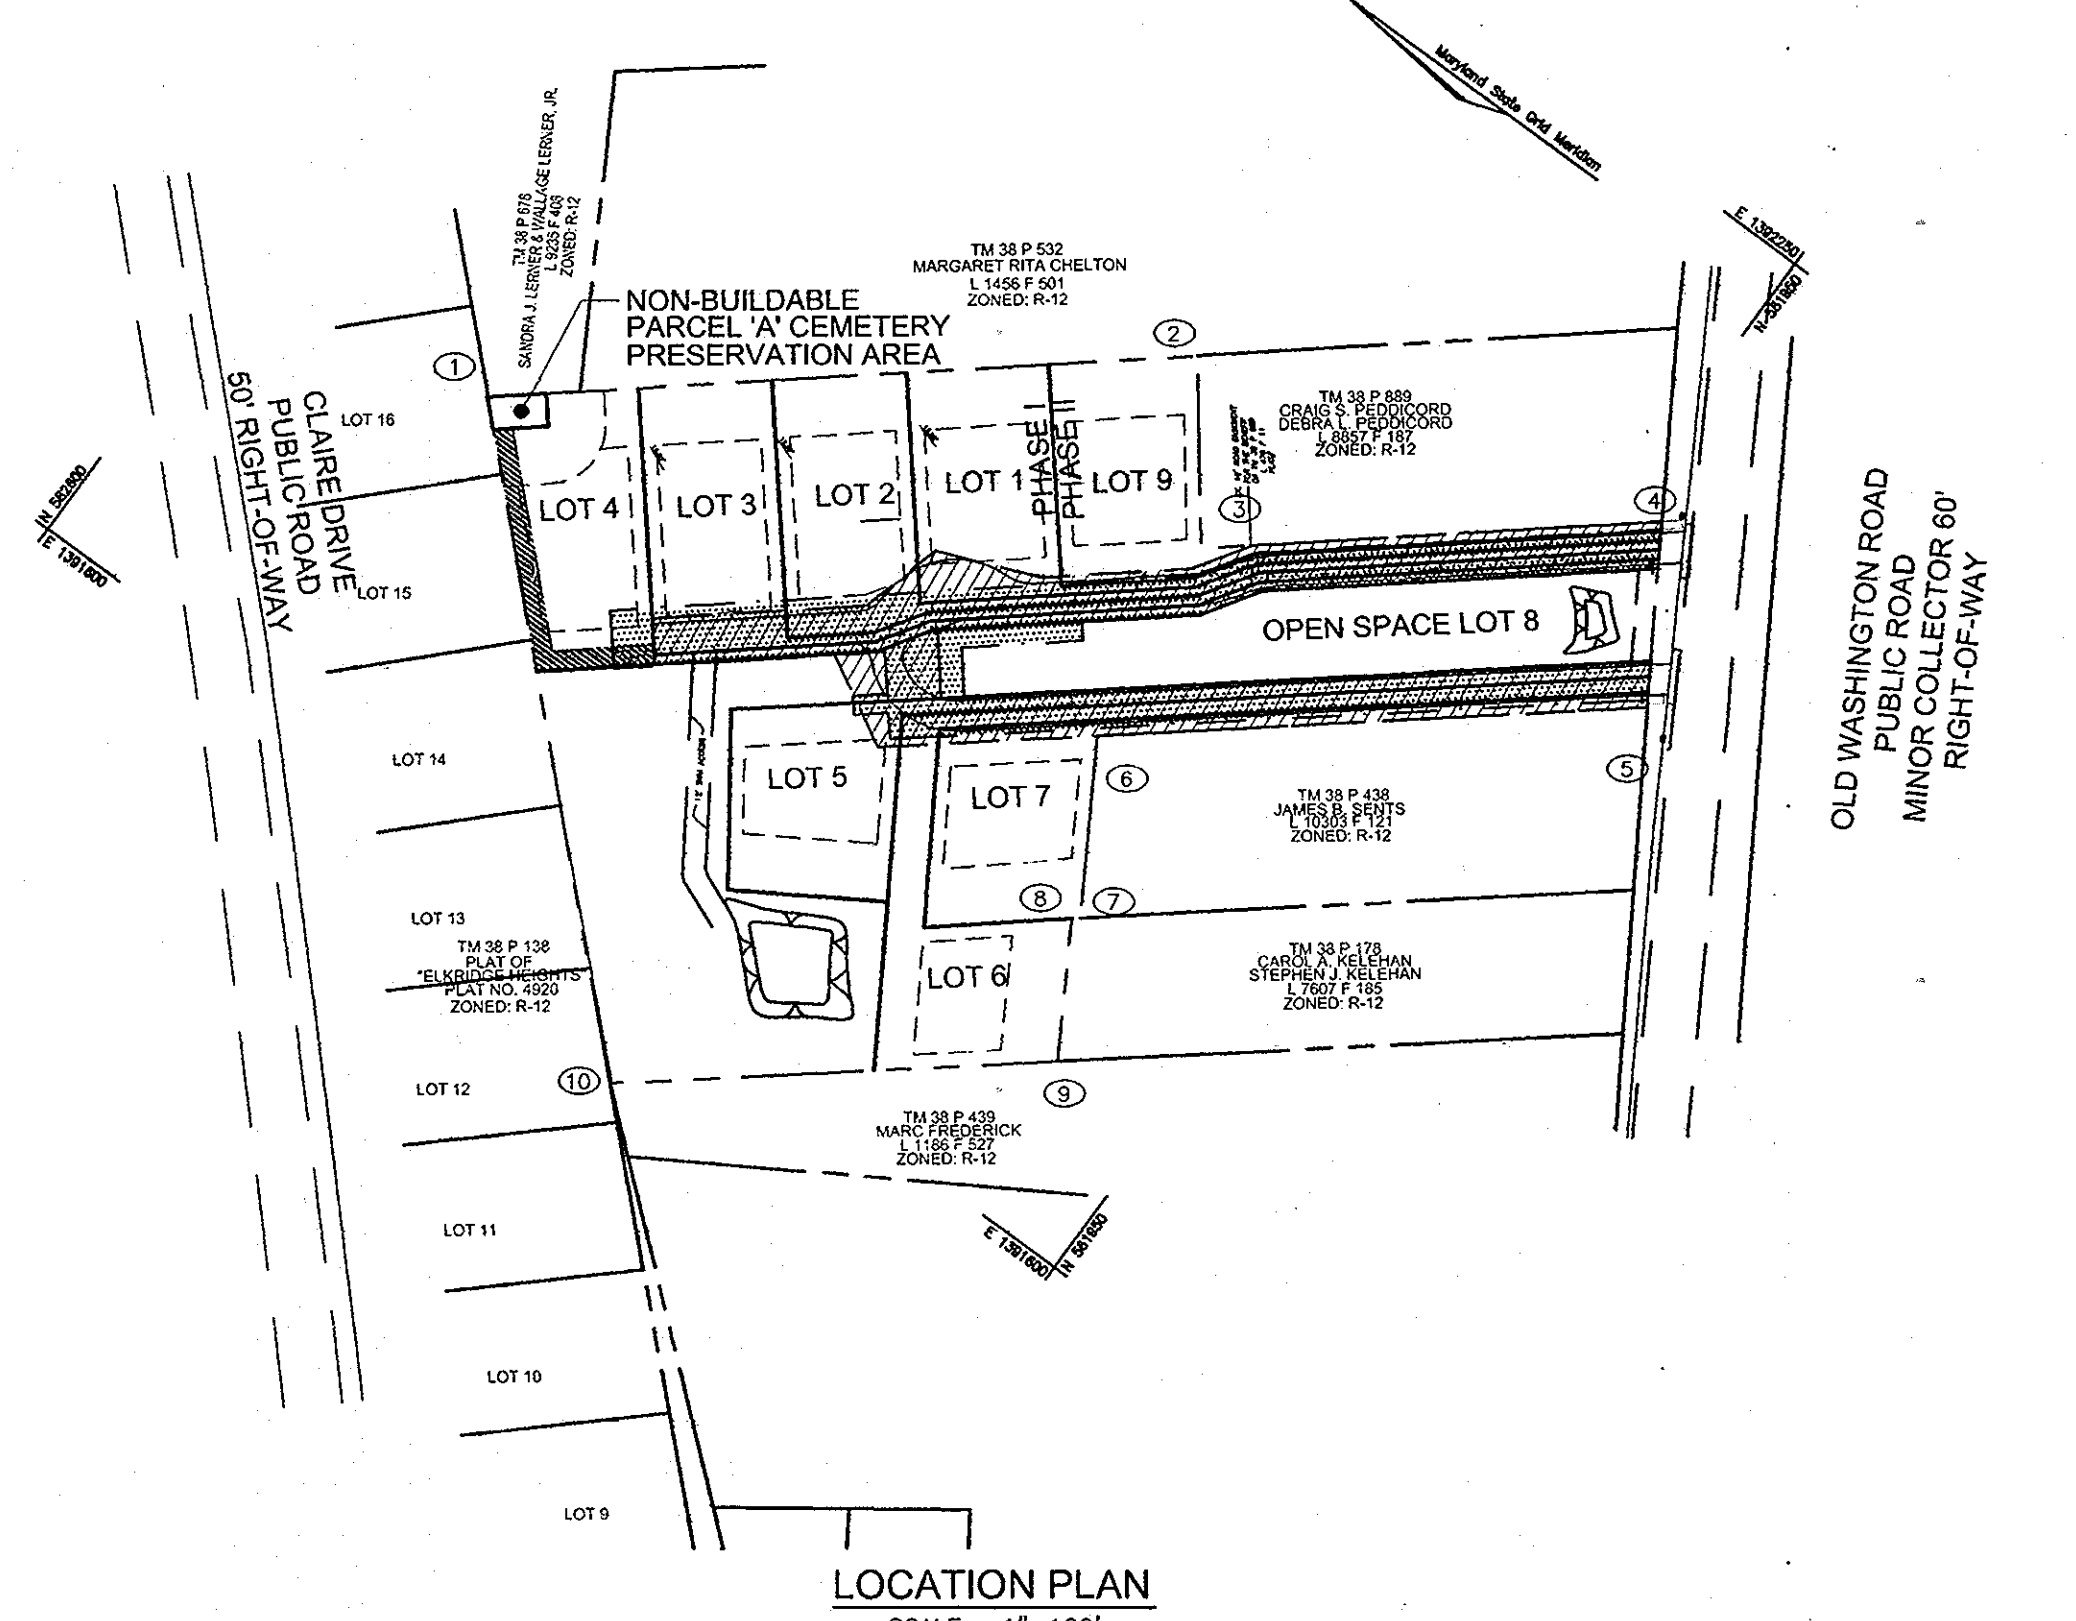 Maryland State Grid Meridian
E 1392250
N 581950
TM 38 P 676
SANDRA J. LERNER & WALLAGE LERNER, JR.
L 9235 F 408
ZONED: R-12
TM 38 P 532
MARGARET RITA CHELTON
L 1456 F 501
ZONED: R-12
NON-BUILDABLE
PARCEL 'A' CEMETERY
PRESERVATION AREA
1
2
CLAIRE DRIVE
PUBLIC ROAD
50' RIGHT-OF-WAY
LOT 16
N 582600
E 1391600
LOT 15
LOT 4
LOT 3
LOT 2
LOT 1
PHASE I
PHASE II
LOT 9
TM 38 P 889
CRAIG S. PEDDICORD
DEBRA L. PEDDICORD
L 8857 F 187
ZONED: R-12
3
4
OPEN SPACE LOT 8
OLD WASHINGTON ROAD
PUBLIC ROAD
MINOR COLLECTOR 60'
RIGHT-OF-WAY
LOT 14
LOT 5
LOT 7
6
5
TM 38 P 438
JAMES B. SENTS
L 10303 F 121
ZONED: R-12
8
7
LOT 13
TM 38 P 138
PLAT OF
"ELKRIDGE HEIGHTS"
PLAT NO. 4920
ZONED: R-12
LOT 6
TM 38 P 178
CAROL A. KELEHAN
STEPHEN J. KELEHAN
L 7607 F 185
ZONED: R-12
LOT 12
10
9
TM 38 P 439
MARC FREDERICK
L 1186 F 527
ZONED: R-12
LOT 11
E 1391600
N 581950
LOT 10
LOT 9
LOCATION PLAN